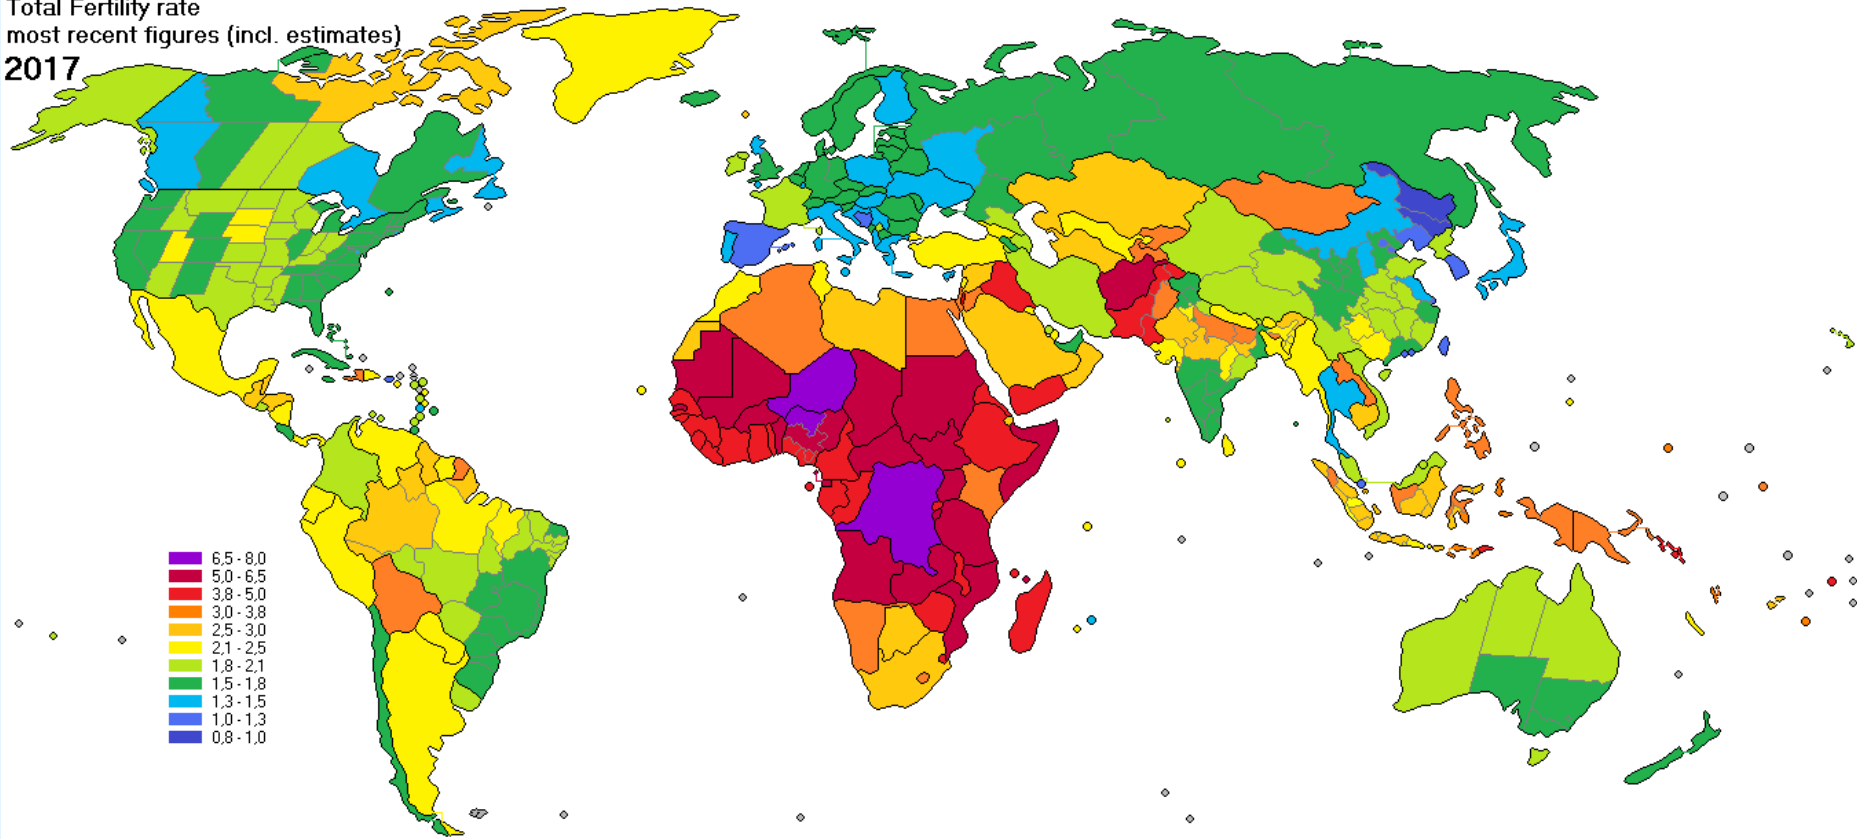 Total Fertility rate
most recent figures (incl. estimates)
2017
6,5 - 8,0
5,0 - 6,5
3,8 - 5,0
3,0 - 3,8
2,5 - 3,0
2,1 - 2,5
1,8 - 2,1
1,5 - 1,8
1,3 - 1,5
1,0 - 1,3
0,8 - 1,0